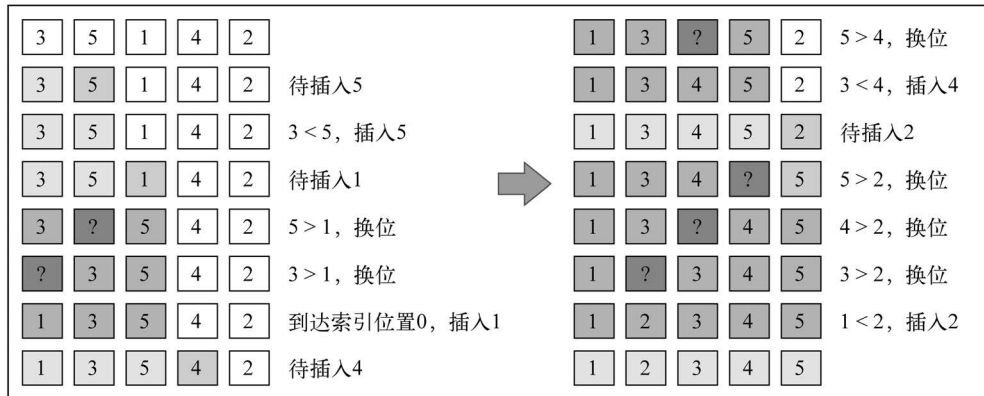 3 5 1 4 2
3 5 1 4 2 待插入5
3 5 1 4 2 3 < 5，插入5
3 5 1 4 2 待插入1
3 ? 5 4 2 5 > 1，换位
? 3 5 4 2 3 > 1，换位
1 3 5 4 2 到达索引位置0，插入1
1 3 5 4 2 待插入4
1 3 ? 5 2 5 > 4，换位
1 3 4 5 2 3 < 4，插入4
1 3 4 5 2 待插入2
1 3 4 ? 5 5 > 2，换位
1 3 ? 4 5 4 > 2，换位
1 ? 3 4 5 3 > 2，换位
1 2 3 4 5 1 < 2，插入2
1 2 3 4 5